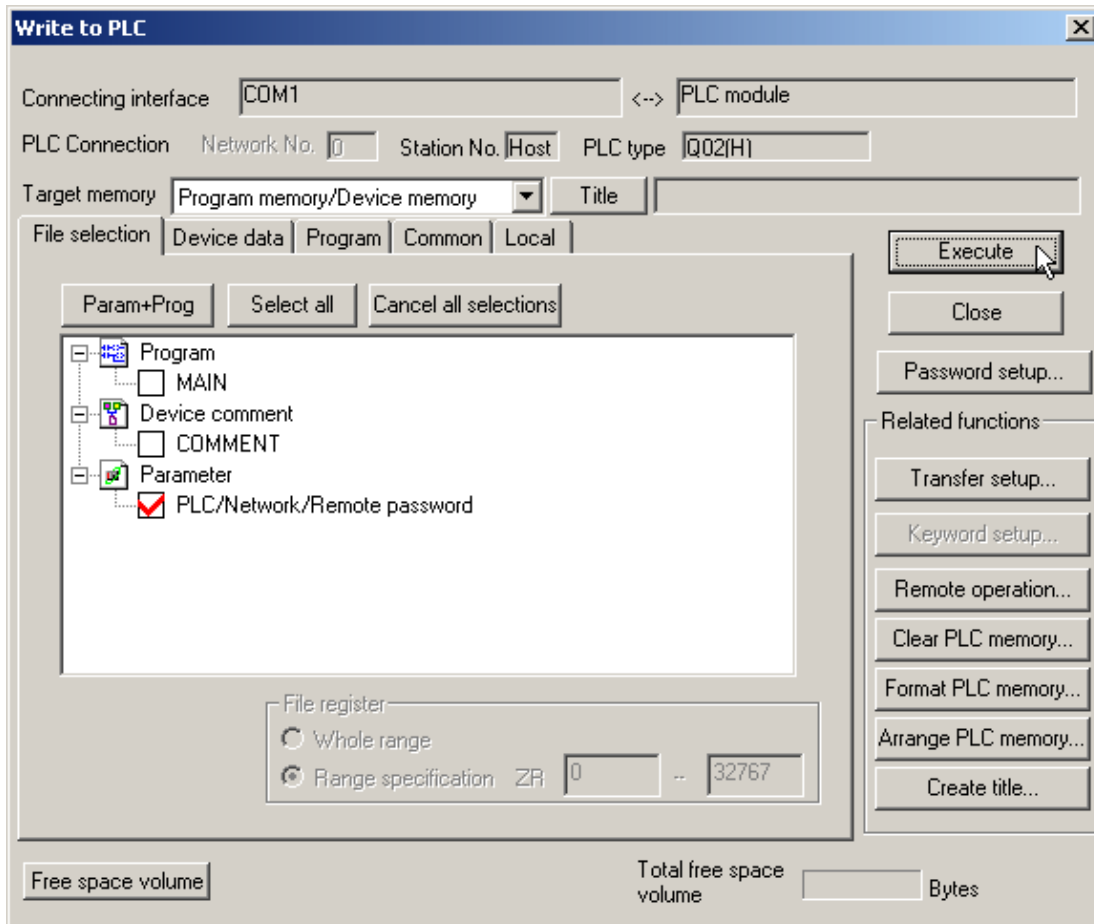 Write to PLC
Connecting interface COM1 <--> PLC module
PLC Connection Network No. 0 Station No. Host PLC type Q02(H)
Target memory Program memory/Device memory Title
File selection Device data Program Common Local
Execute
Param+Prog Select all Cancel all selections
Close
Program
MAIN
Password setup...
Device comment
COMMENT
Related functions
Parameter
PLC/Network/Remote password
Transfer setup...
Keyword setup...
Remote operation...
Clear PLC memory...
Format PLC memory...
File register
Whole range
Arrange PLC memory...
Range specification ZR 0 -- 32767
Create title...
Free space volume
Total free space
volume
Bytes